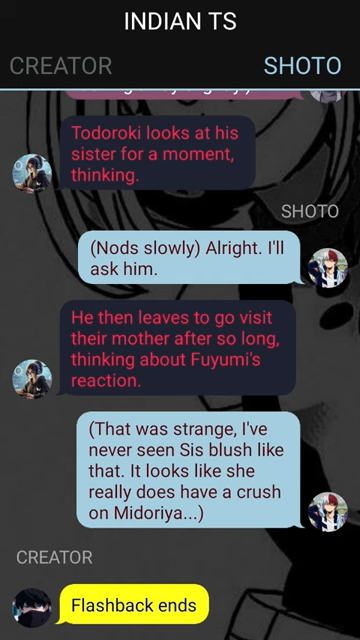 INDIAN TS
CREATOR SHOTO
Todoroki looks at his
sister for a moment,
thinking.
SHOTO
(Nods slowly) Alright. I'll
ask him.
He then leaves to go visit
their mother after so long,
thinking about Fuyumi's
reaction.
(That was strange, I've
never seen Sis blush like
that. It looks like she
really does have a crush
on Midoriya...)
CREATOR
Flashback ends